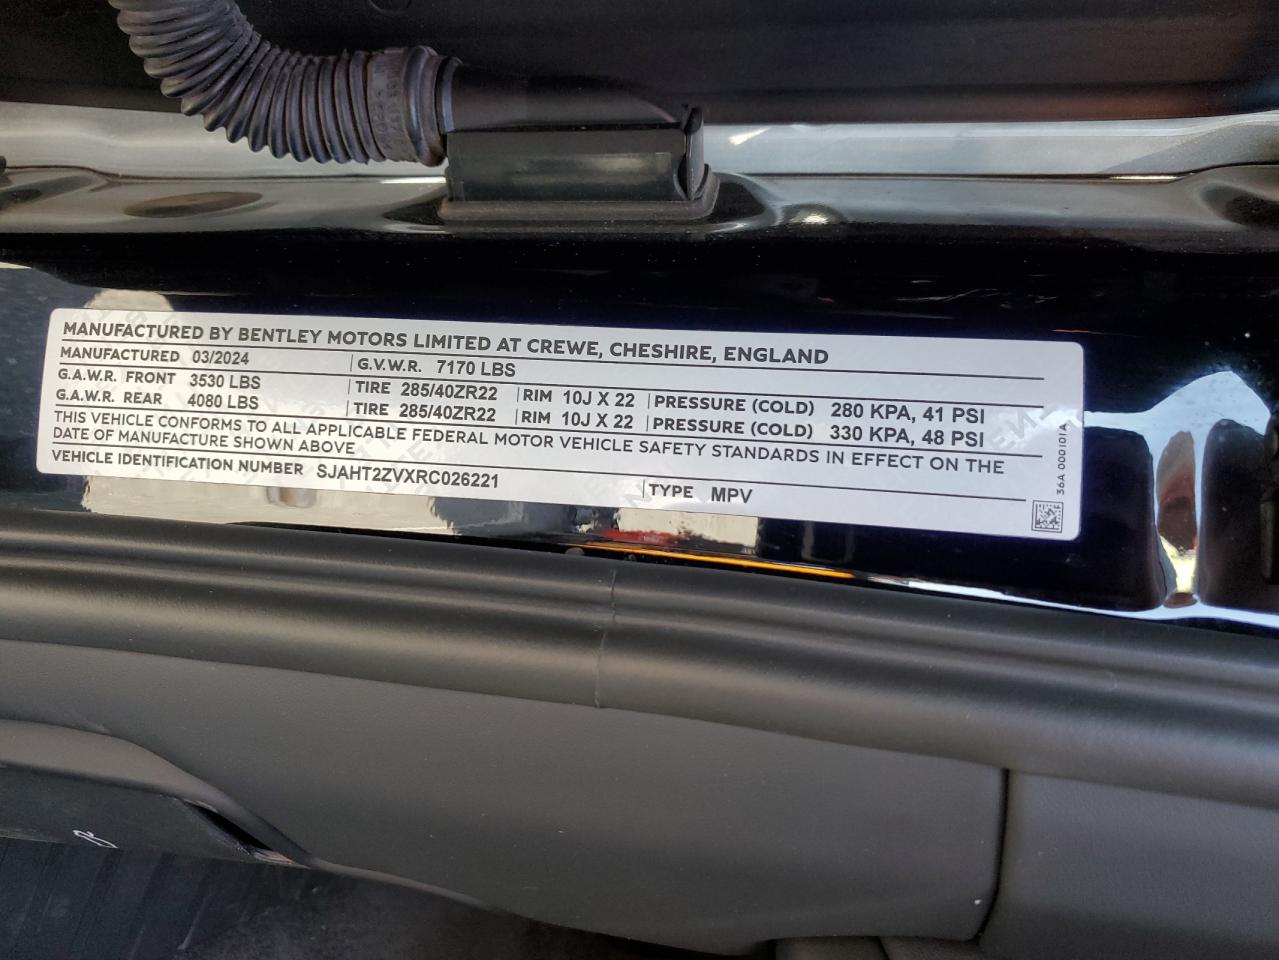 MANUFACTURED BY BENTLEY MOTORS LIMITED AT CREWE, CHESHIRE, ENGLAND
MANUFACTURED 03/2024 G.V.W.R. 7170 LBS
G.A.W.R. FRONT 3530 LBS TIRE 285/40ZR22 RIM 10J X 22 PRESSURE (COLD) 280 KPA, 41 PSI
G.A.W.R. REAR 4080 LBS TIRE 285/40ZR22 RIM 10J X 22 PRESSURE (COLD) 330 KPA, 48 PSI
THIS VEHICLE CONFORMS TO ALL APPLICABLE FEDERAL MOTOR VEHICLE SAFETY STANDARDS IN EFFECT ON THE
DATE OF MANUFACTURE SHOWN ABOVE
VEHICLE IDENTIFICATION NUMBER SJAHT2ZVXRC026221 TYPE MPV
36A 000101A